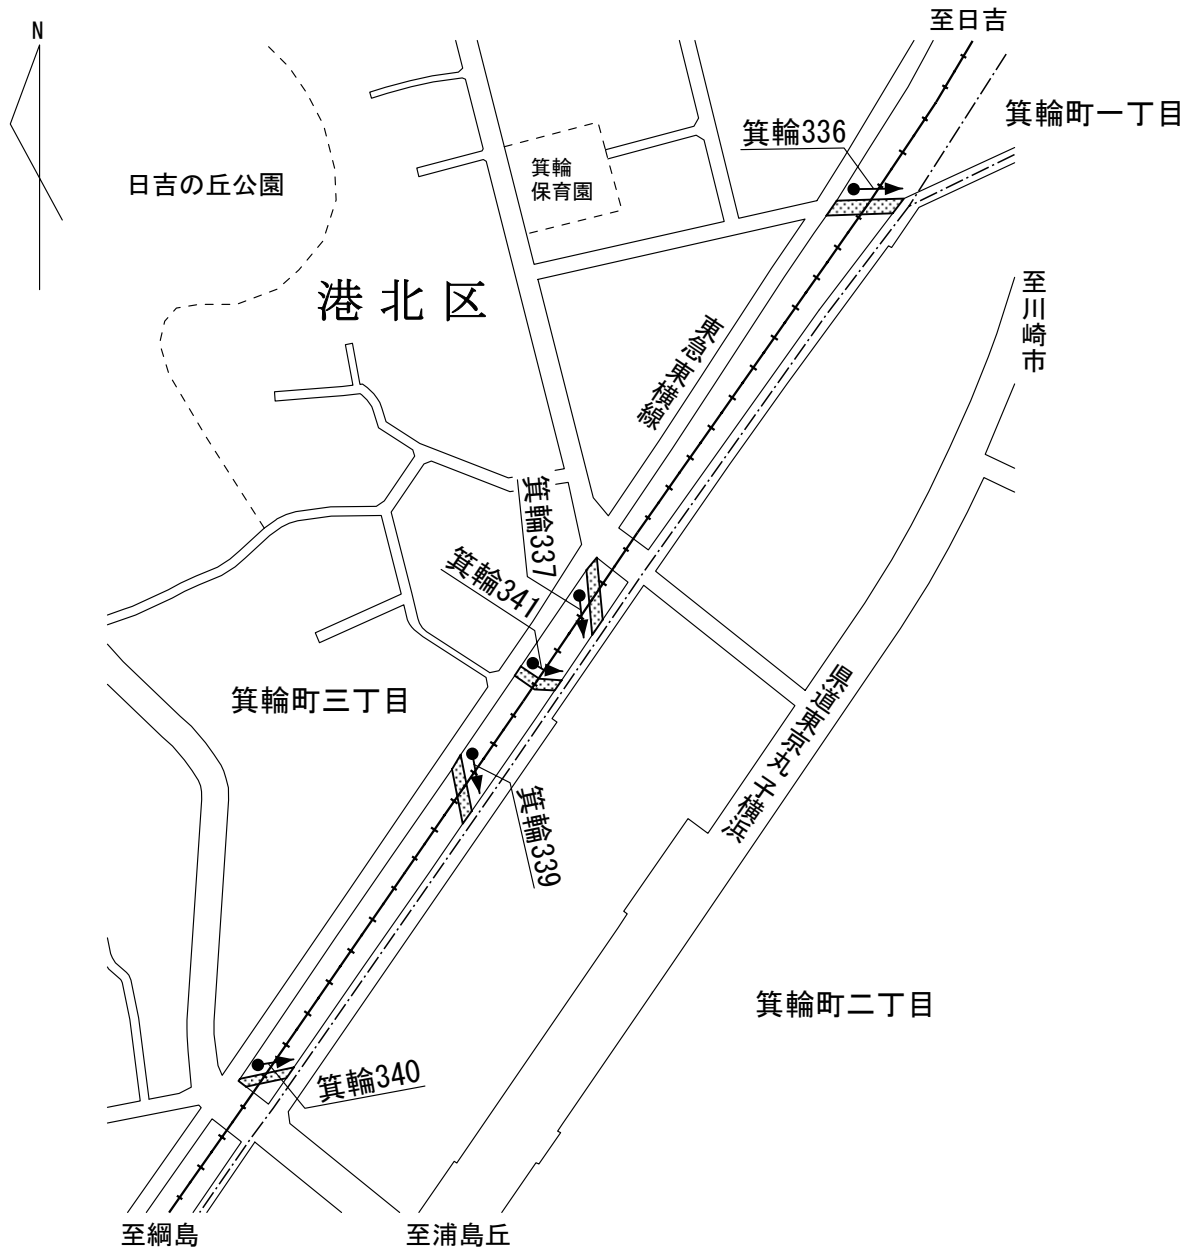 至日吉
N
箕輪町一丁目
箕輪336
箕輪
保育園
日吉の丘公園
港北区
至川崎市
東急東横線
箕輪337
箕輪341
箕輪町三丁目
県道東京丸子横浜
箕輪339
箕輪町二丁目
箕輪340
至綱島
至浦島丘